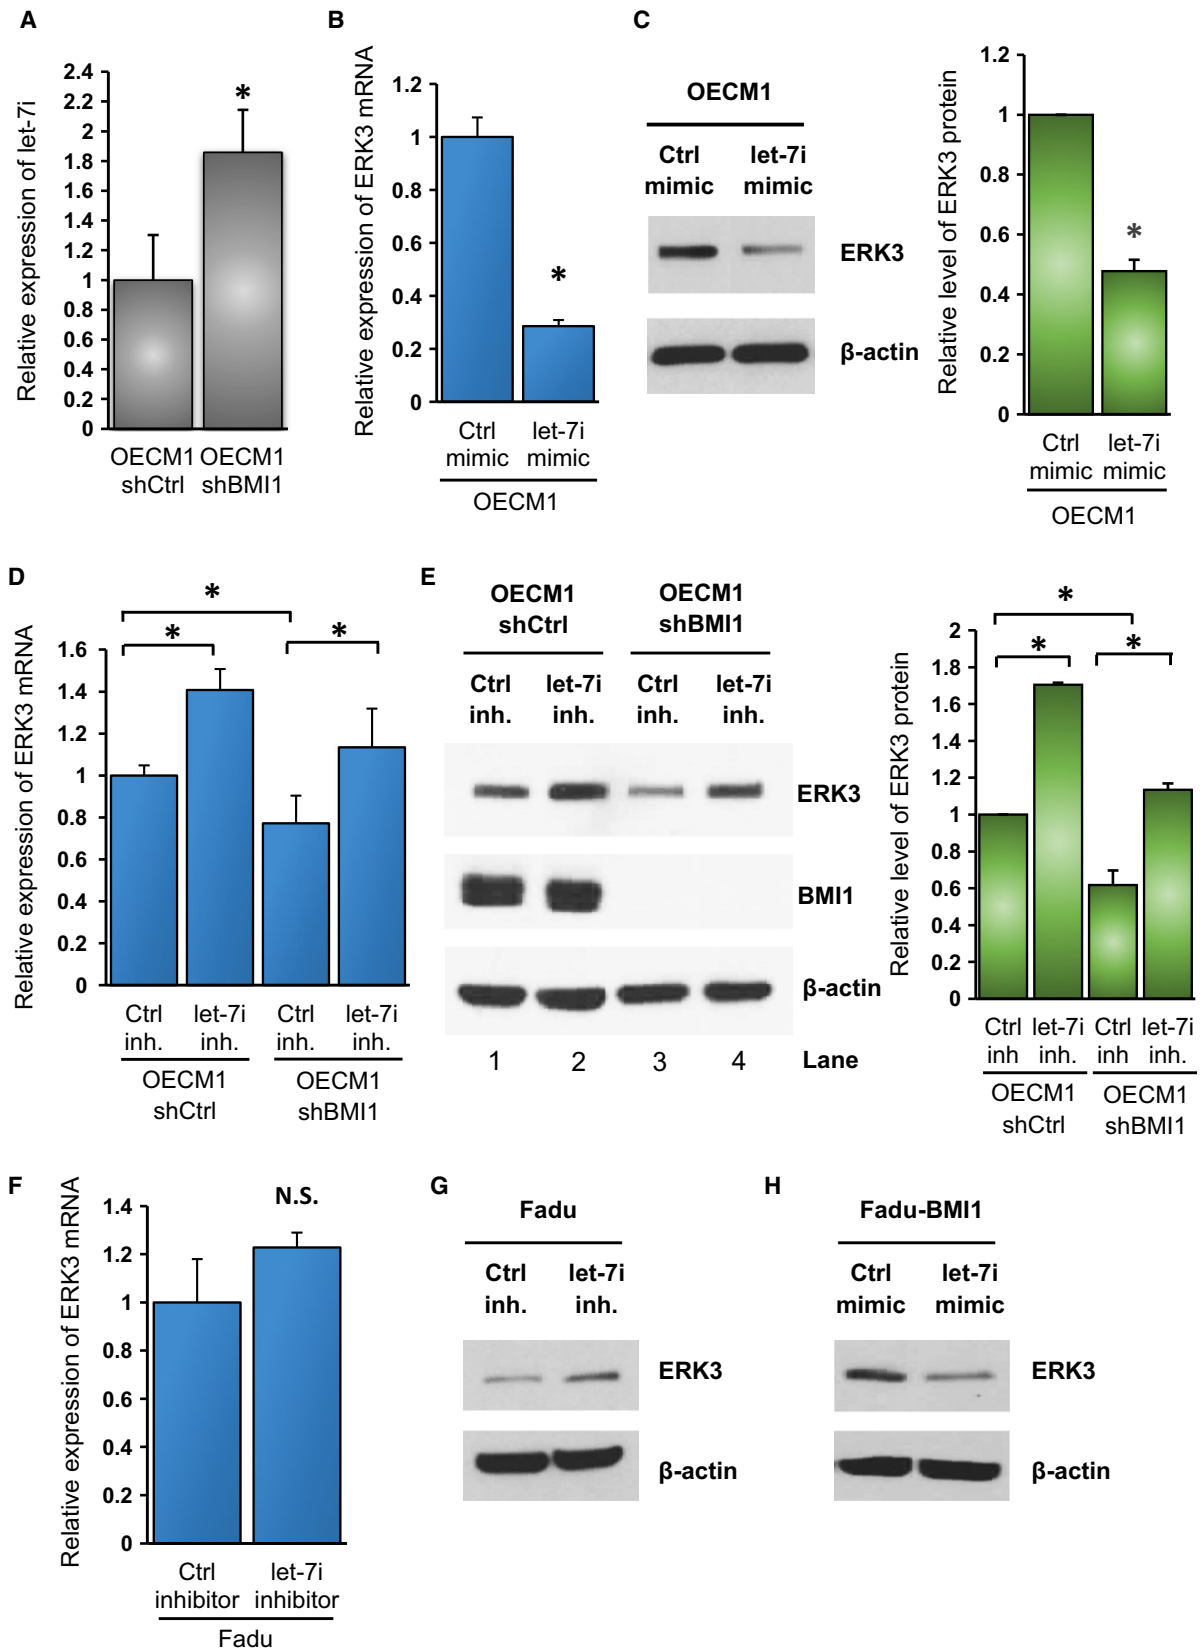 A
Relative expression of let-7i
2.4
2.2
2
1.8
1.6
1.4
1.2
1
0.8
0.6
0.4
0.2
0
*
OECM1 OECM1
shCtrl shBMI1
B
Relative expression of ERK3 mRNA
1.2
1
0.8
0.6
0.4
0.2
0
*
Ctrl let-7i
mimic mimic
OECM1
C
OECM1
Ctrl let-7i
mimic mimic
ERK3
β-actin
Relative level of ERK3 protein
1.2
1
0.8
0.6
0.4
0.2
0
*
Ctrl let-7i
mimic mimic
OECM1
D
Relative expression of ERK3 mRNA
1.6
1.4
1.2
1
0.8
0.6
0.4
0.2
0
*
* *
Ctrl let-7i Ctrl let-7i
inh. inh. inh. inh.
OECM1 OECM1
shCtrl shBMI1
E
OECM1 OECM1
shCtrl shBMI1
Ctrl let-7i Ctrl let-7i
inh. inh. inh. inh.
ERK3
BMI1
β-actin
1 2 3 4 Lane
Relative level of ERK3 protein
2
1.8
1.6
1.4
1.2
1
0.8
0.6
0.4
0.2
0
*
* *
Ctrl let-7i Ctrl let-7i
inh inh. inh inh.
OECM1 OECM1
shCtrl shBMI1
F
Relative expression of ERK3 mRNA
1.4
1.2
1
0.8
0.6
0.4
0.2
0
N.S.
Ctrl let-7i
inhibitor inhibitor
Fadu
G
Fadu
Ctrl let-7i
inh. inh.
ERK3
β-actin
H
Fadu-BMI1
Ctrl let-7i
mimic mimic
ERK3
β-actin